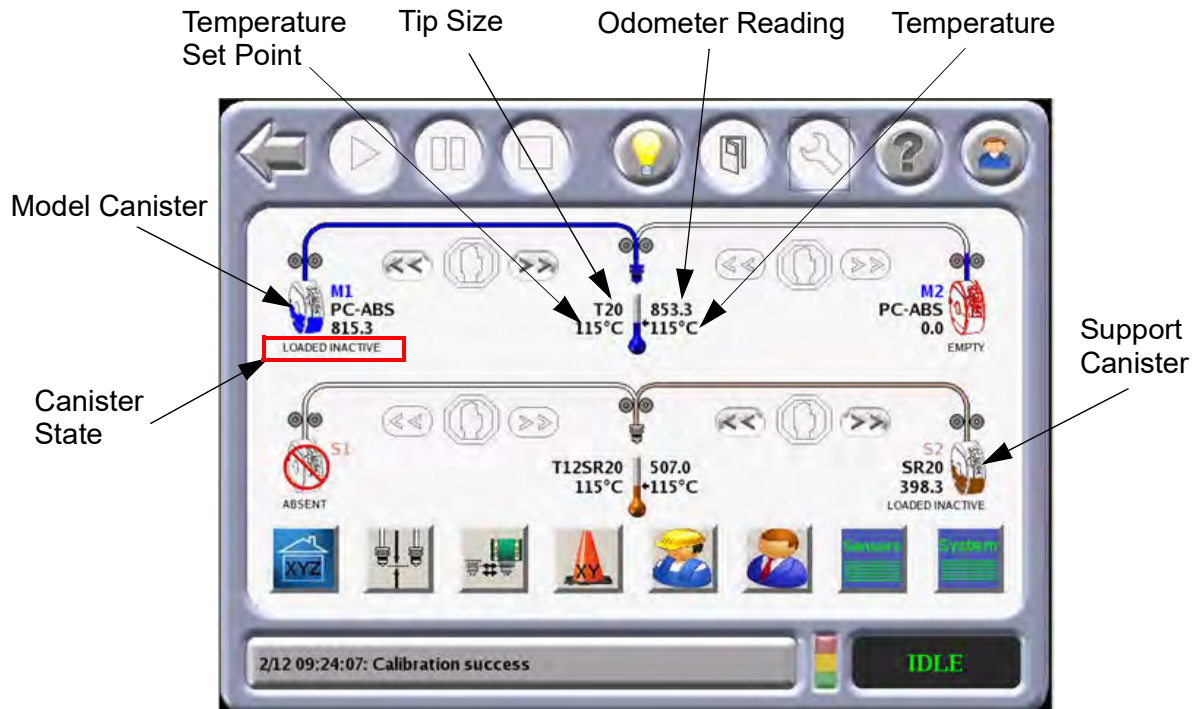 Temperature
Set Point
Tip Size
Odometer Reading
Temperature
Model Canister
Canister
State
Support
Canister
M1
PC-ABS
815.3
LOADED INACTIVE
T20
115°C
853.3
115°C
M2
PC-ABS
0.0
EMPTY
S1
ABSENT
T12SR20
115°C
507.0
115°C
S2
SR20
398.3
LOADED INACTIVE
XYZ
XY
Sensors
System
2/12 09:24:07: Calibration success
IDLE